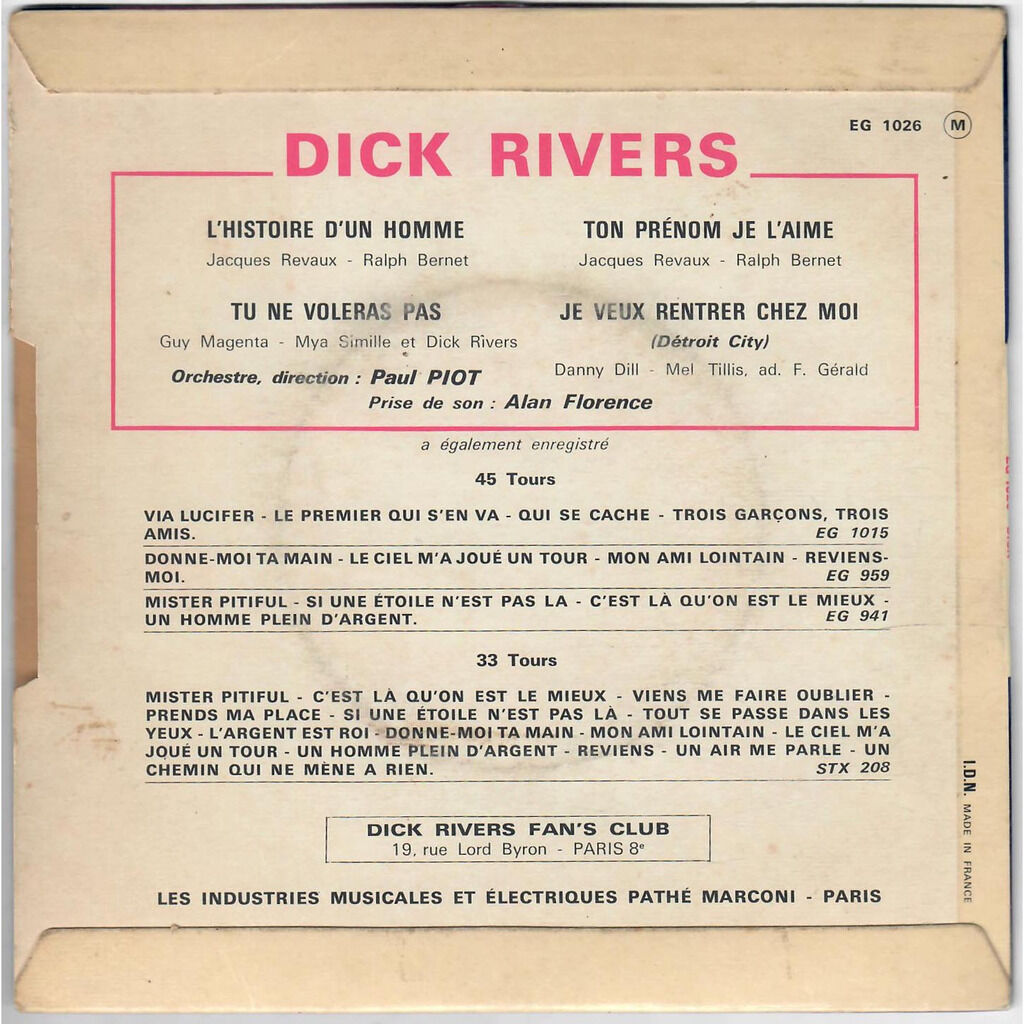 EG 1026 M
DICK RIVERS
L'HISTOIRE D'UN HOMME
Jacques Revaux - Ralph Bernet
TU NE VOLERAS PAS
Guy Magenta - Mya Simille et Dick Rivers
Orchestre, direction : Paul PIOT
TON PRÉNOM JE L'AIME
Jacques Revaux - Ralph Bernet
JE VEUX RENTRER CHEZ MOI
(Détroit City)
Danny Dill - Mel Tillis, ad. F. Gérald
Prise de son : Alan Florence
a également enregistré
45 Tours
VIA LUCIFER - LE PREMIER QUI S'EN VA - QUI SE CACHE - TROIS GARÇONS, TROIS
AMIS. EG 1015
DONNE-MOI TA MAIN - LE CIEL M'A JOUÉ UN TOUR - MON AMI LOINTAIN - REVIENS-
MOI. EG 959
MISTER PITIFUL - SI UNE ÉTOILE N'EST PAS LA - C'EST LÀ QU'ON EST LE MIEUX -
UN HOMME PLEIN D'ARGENT. EG 941
33 Tours
MISTER PITIFUL - C'EST LÀ QU'ON EST LE MIEUX - VIENS ME FAIRE OUBLIER -
PRENDS MA PLACE - SI UNE ÉTOILE N'EST PAS LÀ - TOUT SE PASSE DANS LES
YEUX - L'ARGENT EST ROI - DONNE-MOI TA MAIN - MON AMI LOINTAIN - LE CIEL M'A
JOUÉ UN TOUR - UN HOMME PLEIN D'ARGENT - REVIENS - UN AIR ME PARLE - UN
CHEMIN QUI NE MÈNE A RIEN. STX 208
DICK RIVERS FAN'S CLUB
19, rue Lord Byron - PARIS 8e
LES INDUSTRIES MUSICALES ET ÉLECTRIQUES PATHÉ MARCONI - PARIS
I.D.N. MADE IN FRANCE